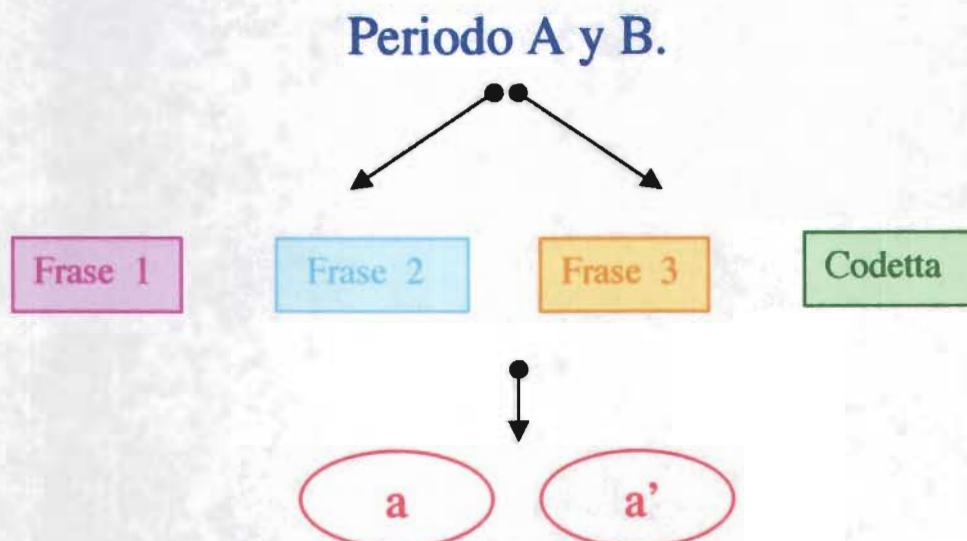 Periodo A y B.
Frase 1
Frase 2
Frase 3
Codetta
a
a'